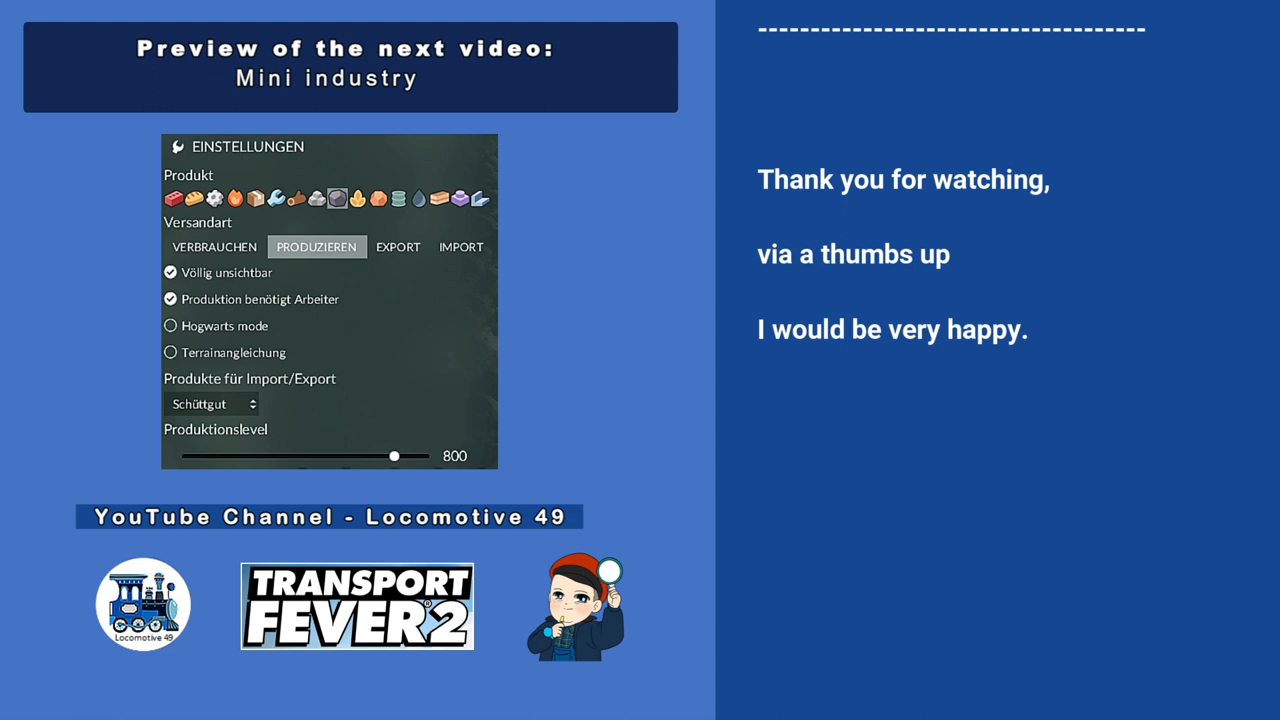 Preview of the next video:
Mini industry
EINSTELLUNGEN
Produkt
Versandart
VERBRAUCHEN PRODUZIEREN EXPORT IMPORT
Völlig unsichtbar
Produktion benötigt Arbeiter
Hogwarts mode
Terrainangleichung
Produkte für Import/Export
Schüttgut
Produktionslevel
800
YouTube Channel - Locomotive 49
Locomotive 49
TRANSPORT
FEVER® 2
----------------------------------
Thank you for watching,
via a thumbs up
I would be very happy.